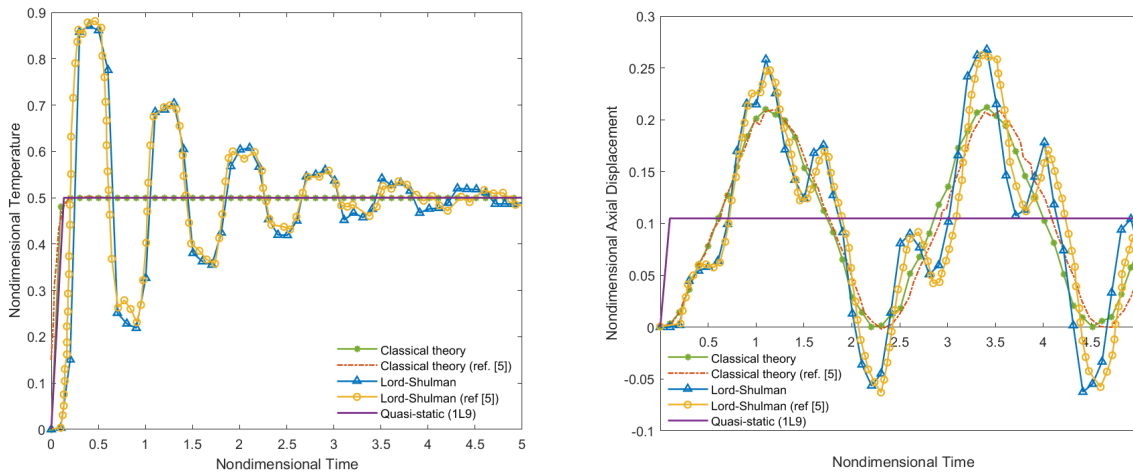 0.9
0.8
0.7
0.6
0.5
0.4
0.3
0.2
0.1
0
Nondimensional Temperature
0 0.5 1 1.5 2 2.5 3 3.5 4 4.5 5
Nondimensional Time
Classical theory
Classical theory (ref. [5])
Lord-Shulman
Lord-Shulman (ref [5])
Quasi-static (1L9)
0.3
0.25
0.2
0.15
0.1
0.05
0
-0.05
-0.1
Nondimensional Axial Displacement
0.5 1 1.5 2 2.5 3 3.5 4 4.5
Classical theory
Classical theory (ref. [5])
Lord-Shulman
Lord-Shulman (ref [5])
Quasi-static (1L9)
Nondimensional Time